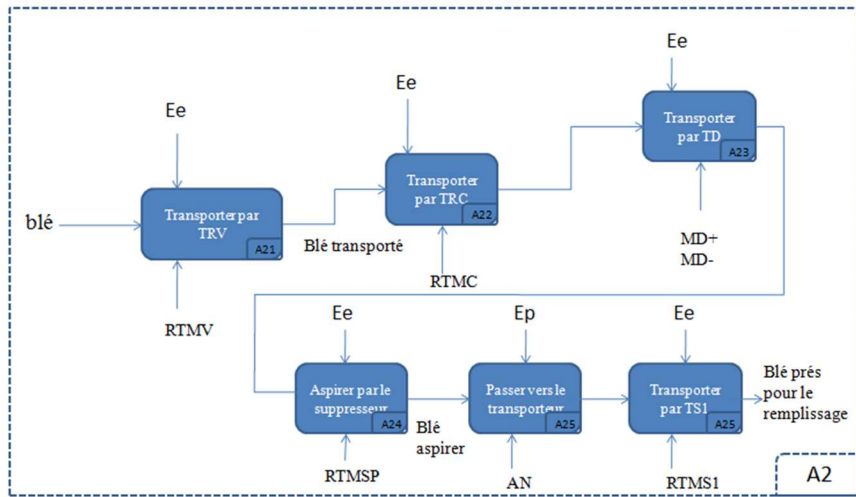 Ee
Transporter
par TD
A23
Ee
Transporter
par TRC
A22
Ee
blé
Transporter par
TRV
A21
Blé transporté
MD+
MD-
RTMC
RTMV
Ee
Ep
Ee
Aspirer par le
suppresseur
A24
Blé
aspirer
Passer vers le
transporteur
A25
Transporter
par TS1
A25
Blé prés
pour le
remplissage
RTMSP
AN
RTMS1
A2